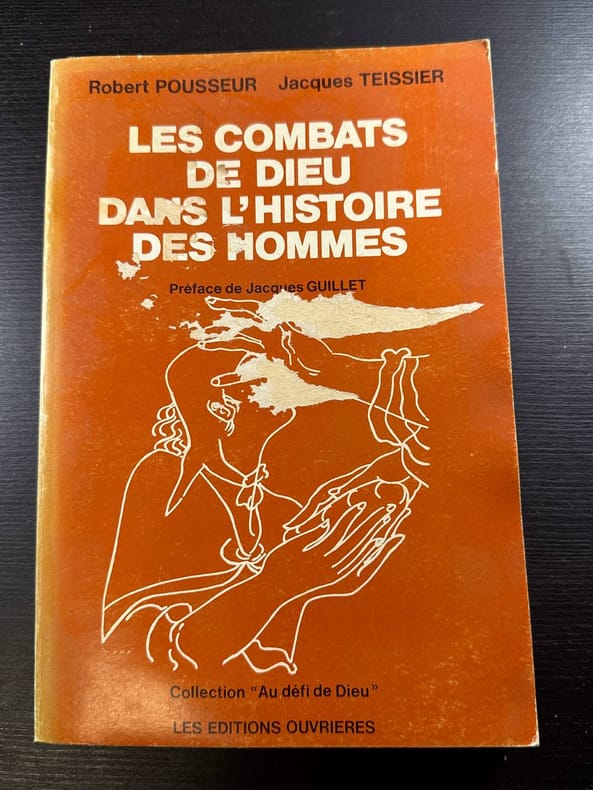 Robert POUSSEUR Jacques TEISSIER
LES COMBATS
DE DIEU
DANS L'HISTOIRE
DES HOMMES
Préface de Jacques GUILLET
Collection "Au défi de Dieu"
LES EDITIONS OUVRIERES